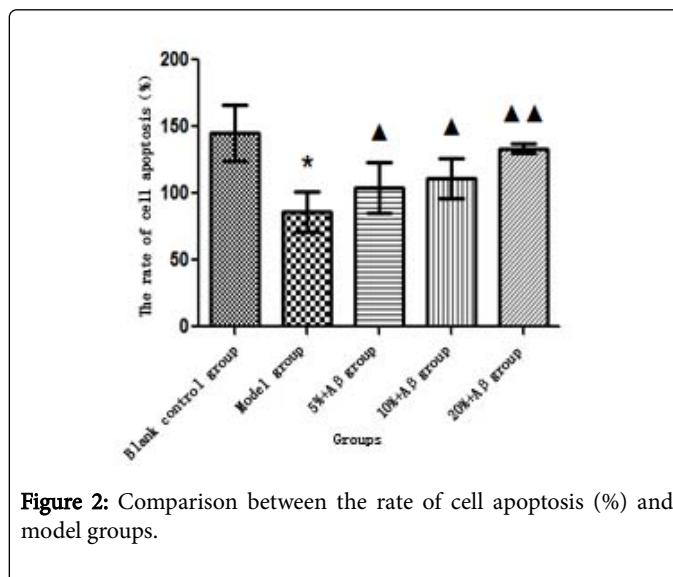 200
150
100
50
0
The rate of cell apoptosis (%)
*
▲
▲
▲▲
Blank control group
Model group
5%+Aβ group
10%+Aβ group
20%+Aβ group
Groups
Figure 2: Comparison between the rate of cell apoptosis (%) and
model groups.